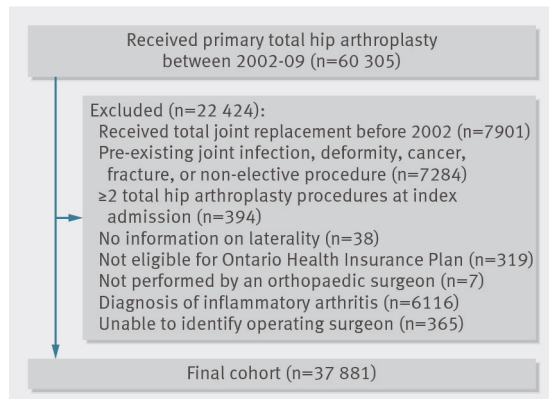 Received primary total hip arthroplasty
between 2002-09 (n=60 305)
Excluded (n=22 424):
Received total joint replacement before 2002 (n=7901)
Pre-existing joint infection, deformity, cancer,
fracture, or non-elective procedure (n=7284)
≥2 total hip arthroplasty procedures at index
admission (n=394)
No information on laterality (n=38)
Not eligible for Ontario Health Insurance Plan (n=319)
Not performed by an orthopaedic surgeon (n=7)
Diagnosis of inflammatory arthritis (n=6116)
Unable to identify operating surgeon (n=365)
Final cohort (n=37 881)